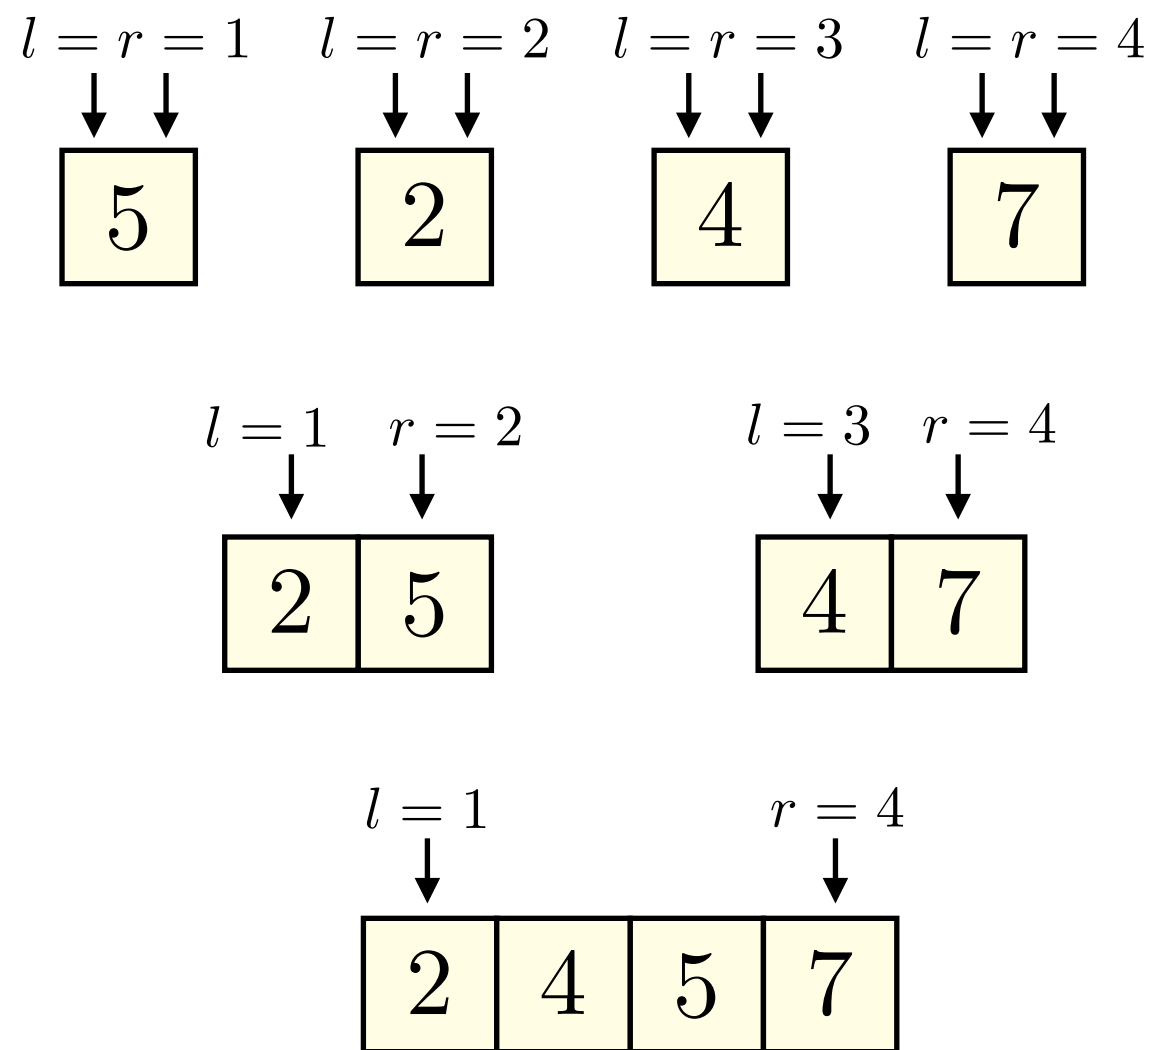 l = r = 1 l = r = 2 l = r = 3 l = r = 4
5 2 4 7
l = 1 r = 2 l = 3 r = 4
2 5 4 7
l = 1 r = 4
2 4 5 7